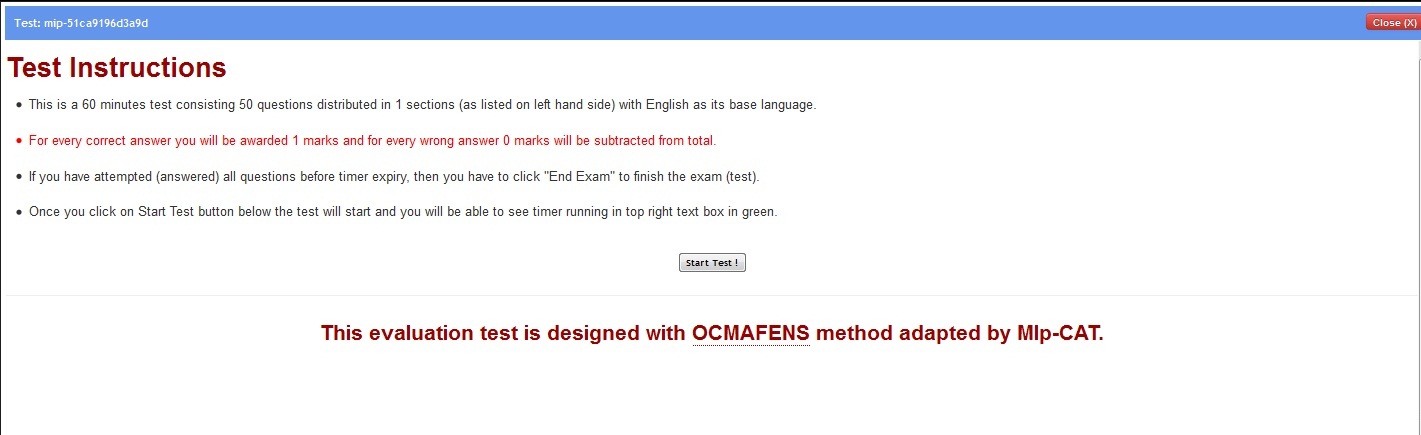 Test: mip-51ca9196d3a9d
Close (X)
Test Instructions
This is a 60 minutes test consisting 50 questions distributed in 1 sections (as listed on left hand side) with English as its base language.
For every correct answer you will be awarded 1 marks and for every wrong answer 0 marks will be subtracted from total.
If you have attempted (answered) all questions before timer expiry, then you have to click "End Exam" to finish the exam (test).
Once you click on Start Test button below the test will start and you will be able to see timer running in top right text box in green.
Start Test !
This evaluation test is designed with OCMAFENS method adapted by MIp-CAT.